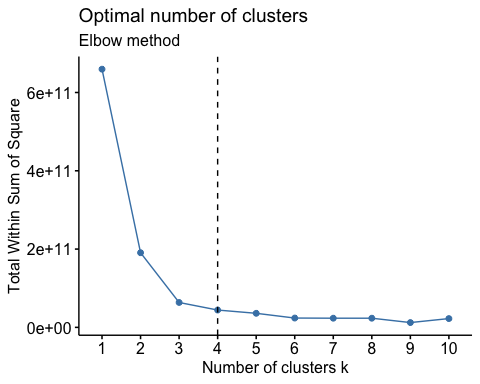 Optimal number of clusters
Elbow method
Total Within Sum of Square
6e+11
4e+11
2e+11
0e+00
1 2 3 4 5 6 7 8 9 10
Number of clusters k